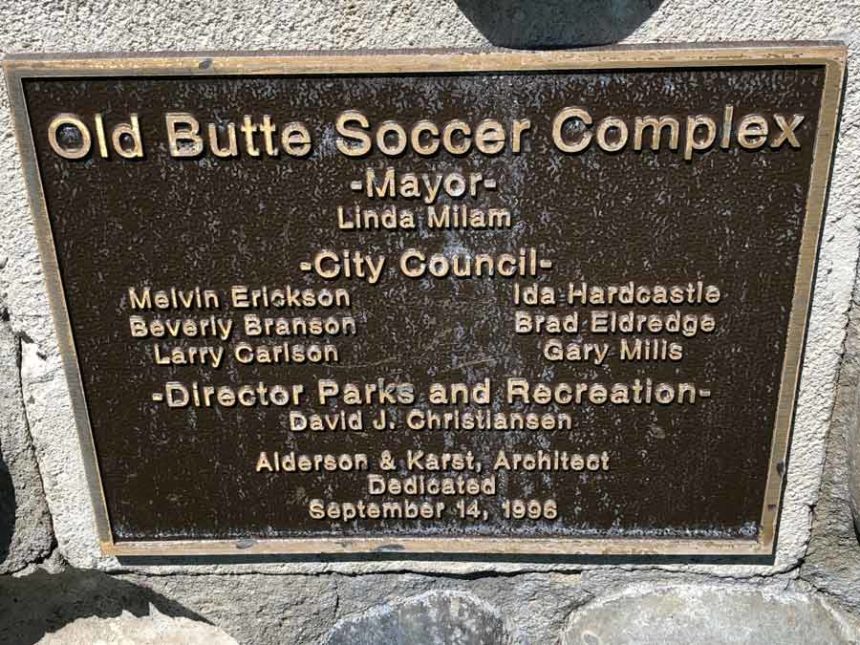 Old Butte Soccer Complex
-Mayor-
Linda Milam
-City Council-
Melvin Erickson Ida Hardcastle
Beverly Branson Brad Eldredge
Larry Carlson Gary Mills
-Director Parks and Recreation-
David J. Christiansen
Alderson & Karst, Architect
Dedicated
September 14, 1996